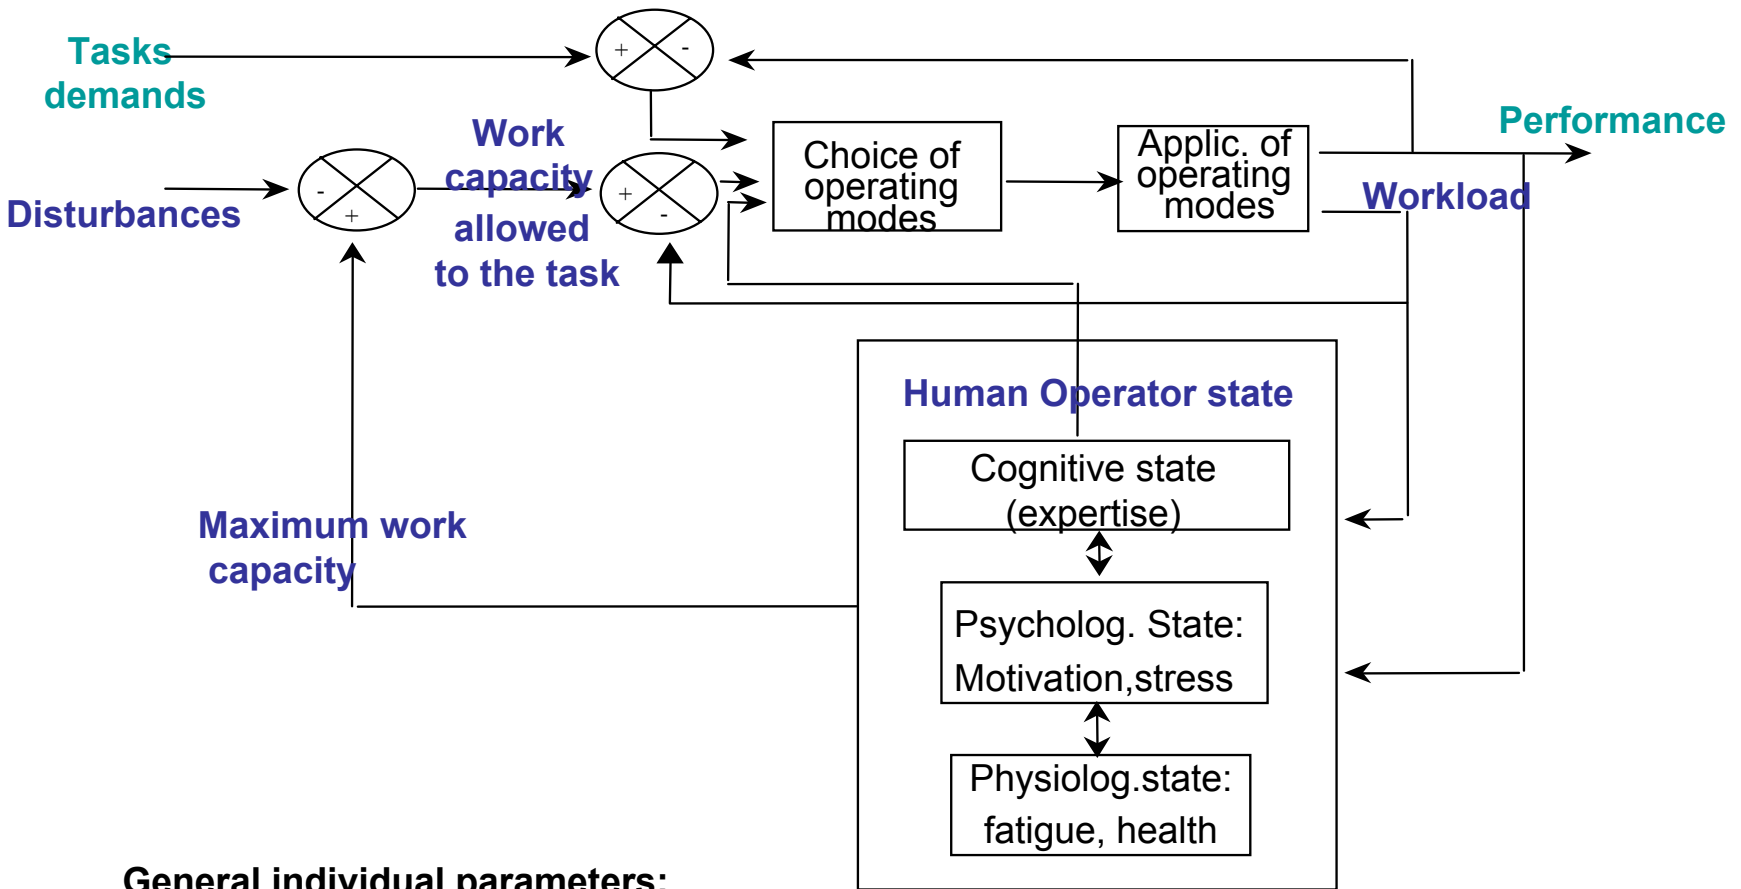 Tasks
demands
+
-
Performance
Work
capacity
allowed
to the task
Choice of
operating
modes
Applic. of
operating
modes
Workload
Disturbances
-
+
+
-
Human Operator state
Cognitive state
(expertise)
Maximum work
capacity
Psycholog. State:
Motivation,stress
Physiolog.state:
fatigue, health
General individual parameters: